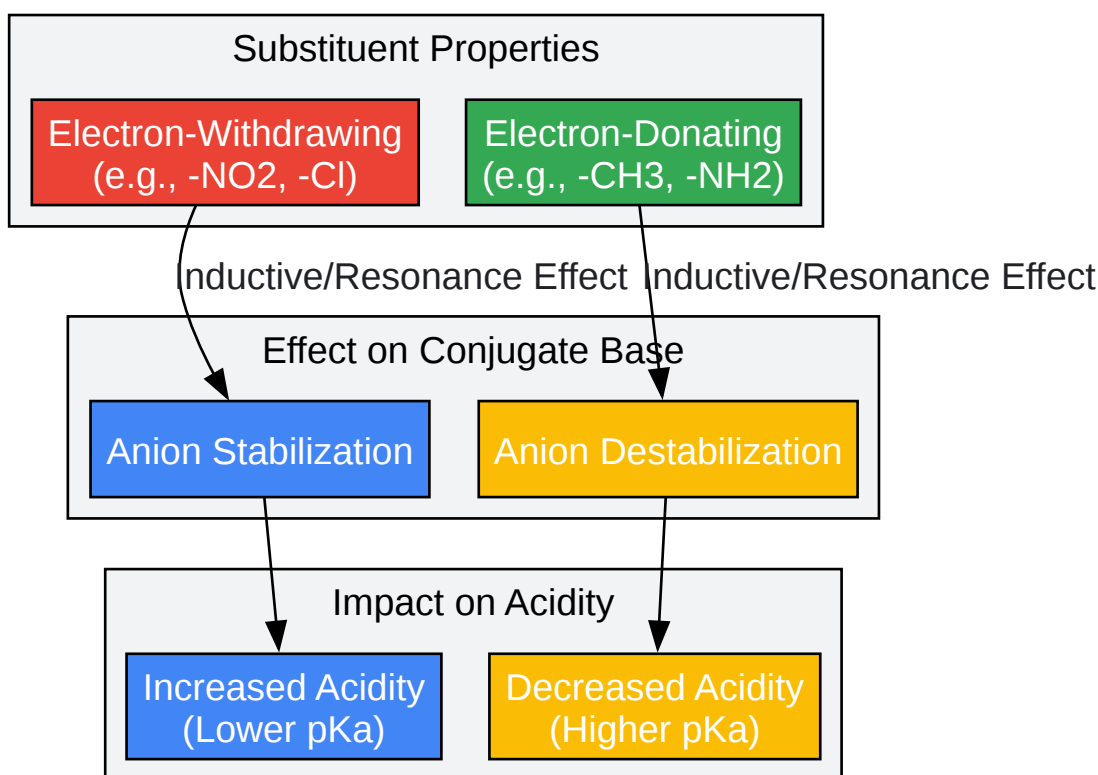 Substituent Properties
Electron-Withdrawing
(e.g., -NO2, -Cl)
Electron-Donating
(e.g., -CH3, -NH2)
Inductive/Resonance Effect
Inductive/Resonance Effect
Effect on Conjugate Base
Anion Stabilization
Anion Destabilization
Impact on Acidity
Increased Acidity
(Lower pKa)
Decreased Acidity
(Higher pKa)